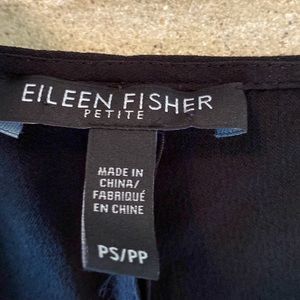 EILEEN FISHER
PETITE
MADE IN
CHINA/
FABRIQUÉ
EN CHINE
PS/PP